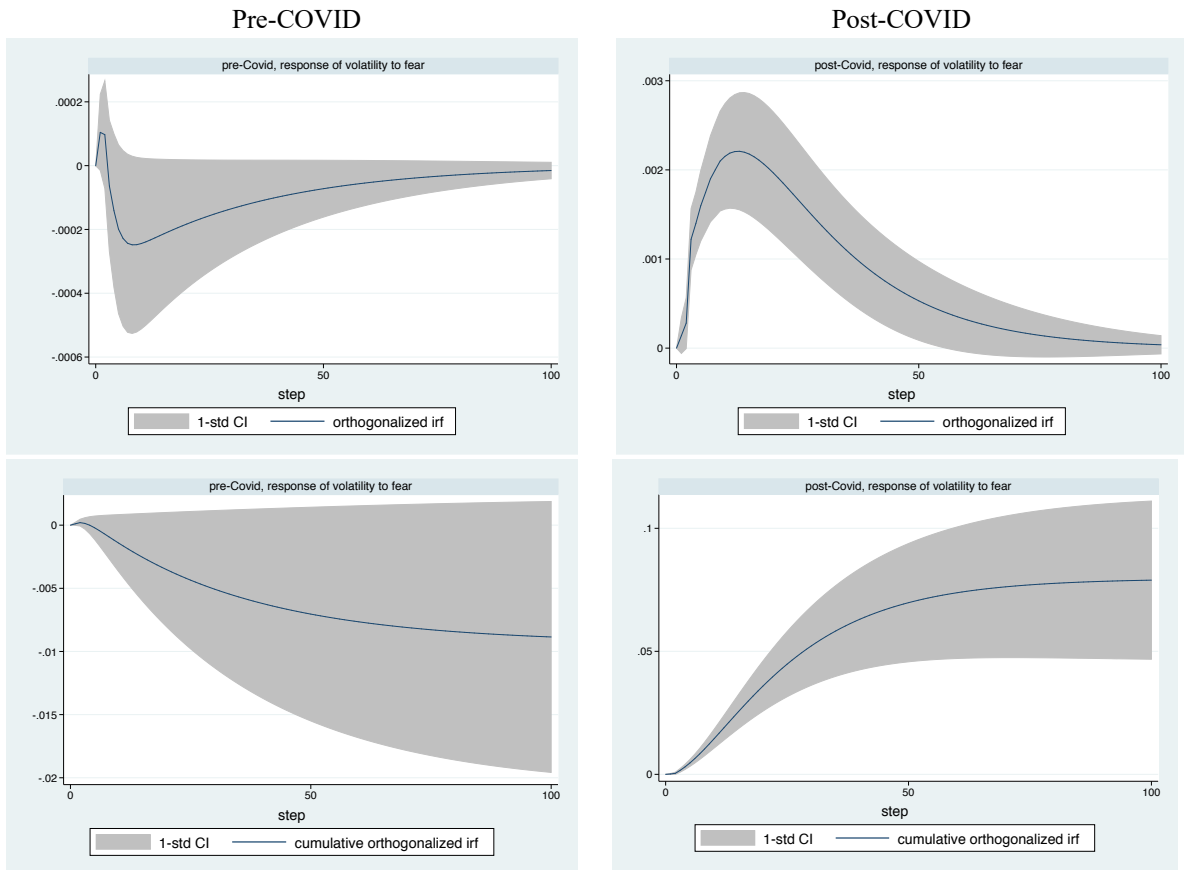 Pre-COVID
Post-COVID
pre-Covid, response of volatility to fear
.0002
0
-.0002
-.0004
-.0006
0
50
100
step
1-std CI
orthogonalized irf
post-Covid, response of volatility to fear
.003
.002
.001
0
0
50
100
step
1-std CI
orthogonalized irf
pre-Covid, response of volatility to fear
0
-.005
-.01
-.015
-.02
0
50
100
step
1-std CI
cumulative orthogonalized irf
post-Covid, response of volatility to fear
.1
.05
0
0
50
100
step
1-std CI
cumulative orthogonalized irf